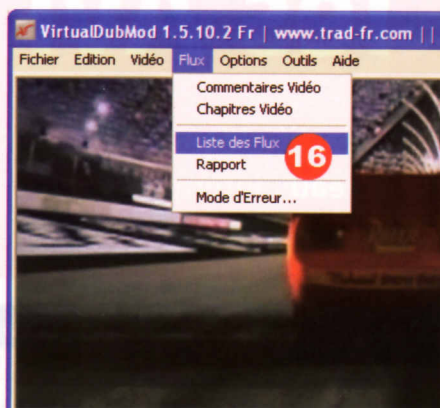 VirtualDubMod 1.5.10.2 Fr | www.trad-fr.com ||
Fichier Edition Vidéo Flux Options Outils Aide
Commentaires Vidéo
Chapitres Vidéo
Liste des Flux
16
Rapport
Mode d'Erreur...